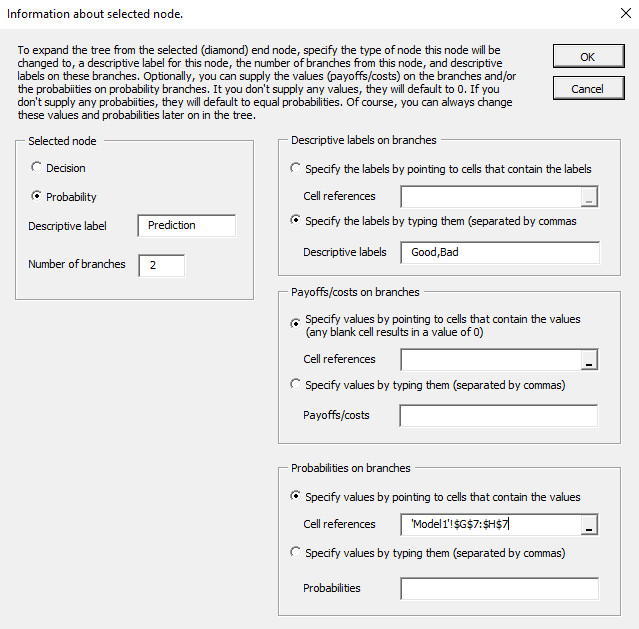 Information about selected node.
To expand the tree from the selected (diamond) end node, specify the type of node this node will be
changed to, a descriptive label for this node, the number of branches from this node, and descriptive
labels on these branches. Optionally, you can supply the values (payoffs/costs) on the branches and/or
the probabiities on probability branches. It you don't supply any values, they will default to 0. If you
don't supply any probabiities, they will default to equal probabilities. Of course, you can always change
these values and probabilities later on in the tree.
OK
Cancel
Selected node
Decision
Probability
Descriptive label Prediction
Number of branches 2
Descriptive labels on branches
Specify the labels by pointing to cells that contain the labels
Cell references
Specify the labels by typing them (separated by commas
Descriptive labels Good,Bad
Payoffs/costs on branches
Specify values by pointing to cells that contain the values
(any blank cell results in a value of 0)
Cell references
Specify values by typing them (separated by commas)
Payoffs/costs
Probabilities on branches
Specify values by pointing to cells that contain the values
Cell references 'Model1'!$G$7:$H$7
Specify values by typing them (separated by commas)
Probabilities